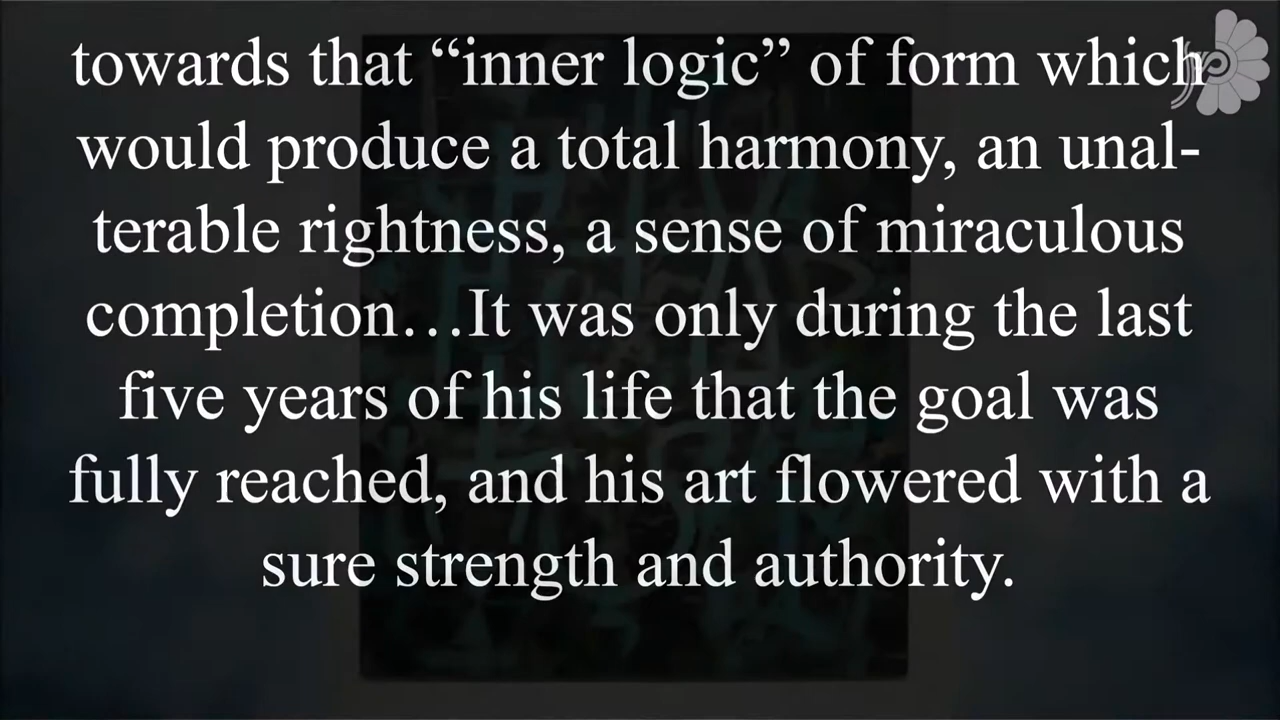 towards that “inner logic” of form which
would produce a total harmony, an unal-
terable rightness, a sense of miraculous
completion…It was only during the last
five years of his life that the goal was
fully reached, and his art flowered with a
sure strength and authority.